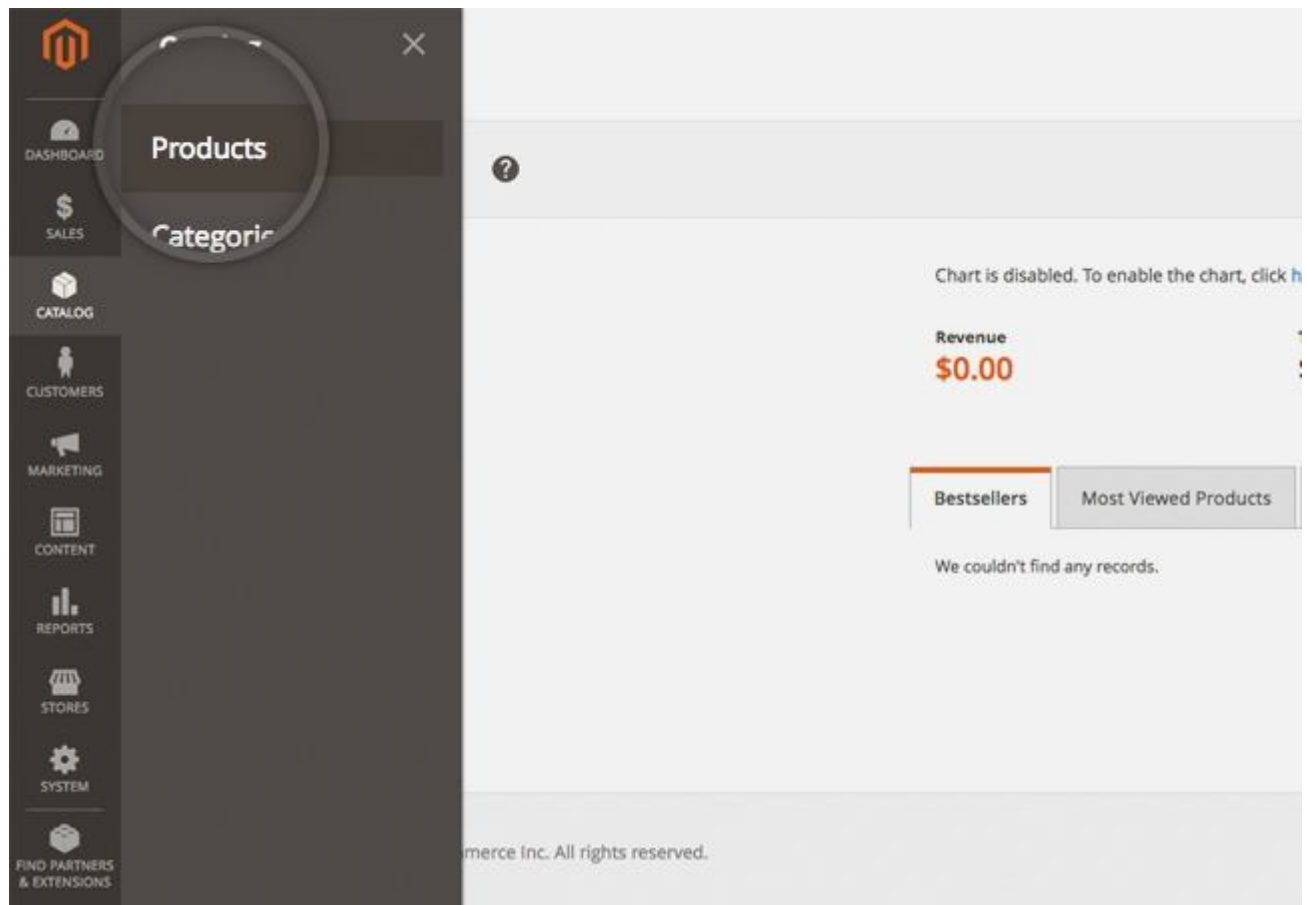 DASHBOARD
SALES
CATALOG
CUSTOMERS
MARKETING
CONTENT
REPORTS
STORES
SYSTEM
FIND PARTNERS
& EXTENSIONS
Products
Chart is disabled. To enable the chart, click
Revenue
$0.00
Bestsellers Most Viewed Products
We couldn't find any records.
Inc. All rights reserved.